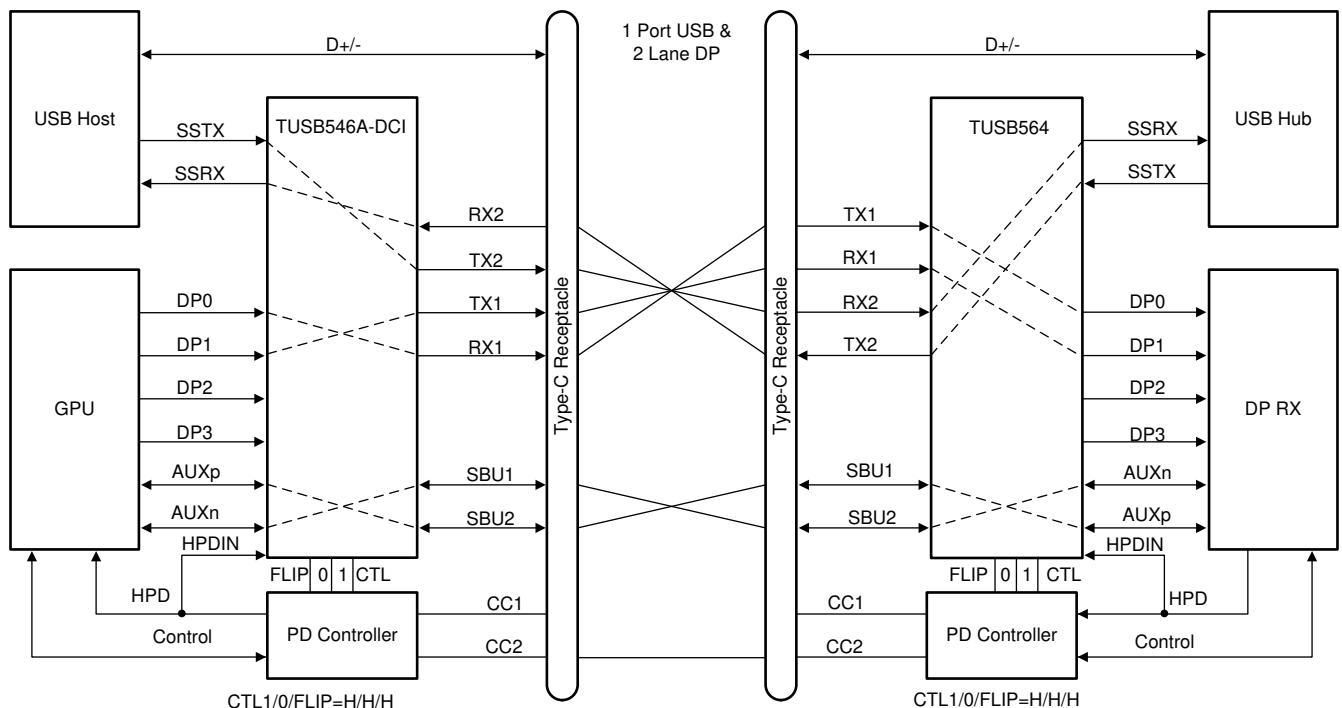 1 Port USB &
2 Lane DP
USB Host
D+/-
TUSB546A-DCI
SSTX
SSRX
RX2
TX2
TX1
RX1
GPU
DP0
DP1
DP2
DP3
AUXp
AUXn
SBU1
SBU2
HPDIN
HPD
Control
FLIP 0 1 CTL
PD Controller
CC1
CC2
CTL1/0/FLIP=H/H/H
Type-C Receptacle
Type-C Receptacle
D+/-
USB Hub
TUSB564
SSRX
SSTX
TX1
RX1
RX2
TX2
DP0
DP1
DP2
DP3
DP RX
SBU1
SBU2
AUXn
AUXp
HPDIN
HPD
Control
FLIP 0 1 CTL
PD Controller
CC1
CC2
CTL1/0/FLIP=H/H/H